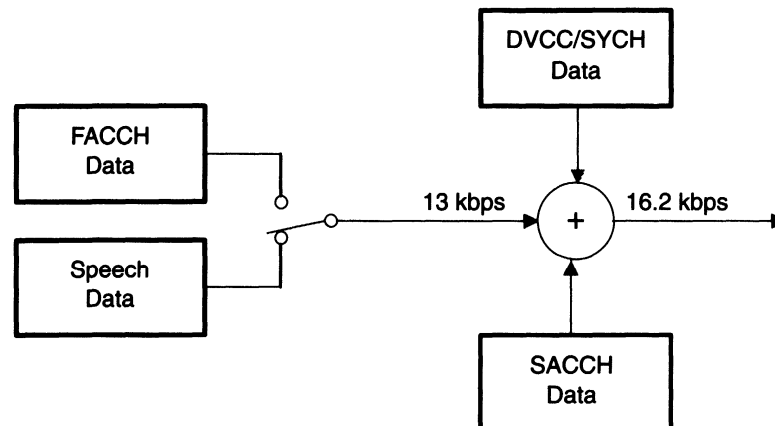 DVCC/SYCH
Data
FACCH
Data
13 kbps
+
16.2 kbps
Speech
Data
SACCH
Data